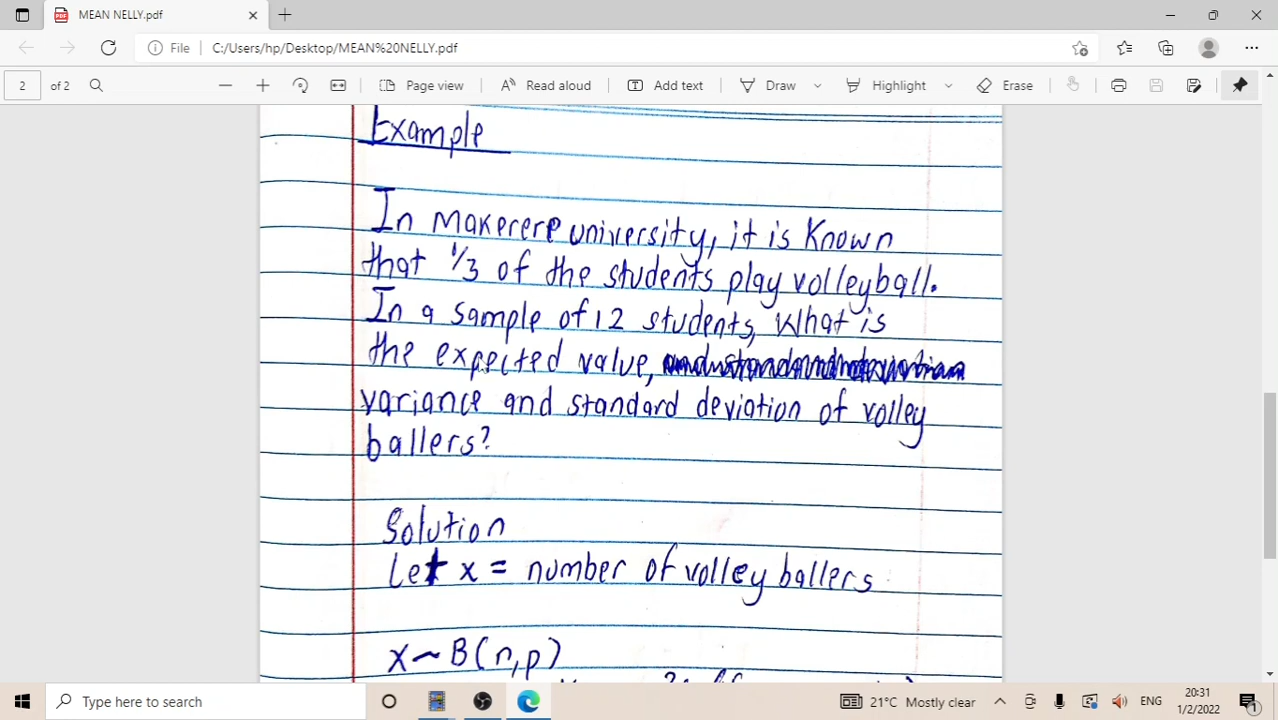 MEAN NELLY.pdf
File
C:/Users/hp/Desktop/MEAN%20NELLY.pdf
2 of 2
Page view
Read aloud
Add text
Draw
Highlight
Erase
Example
In Makerere university, it is known
that 1/3 of the students play volleyball.
In a sample of 12 students, what is
the expected value,
variance and standard deviation of volley
ballers?
Solution
Let x = number of volley ballers
x~B(n,p)
Type here to search
21°C Mostly clear
ENG
20:31
1/2/2022
1